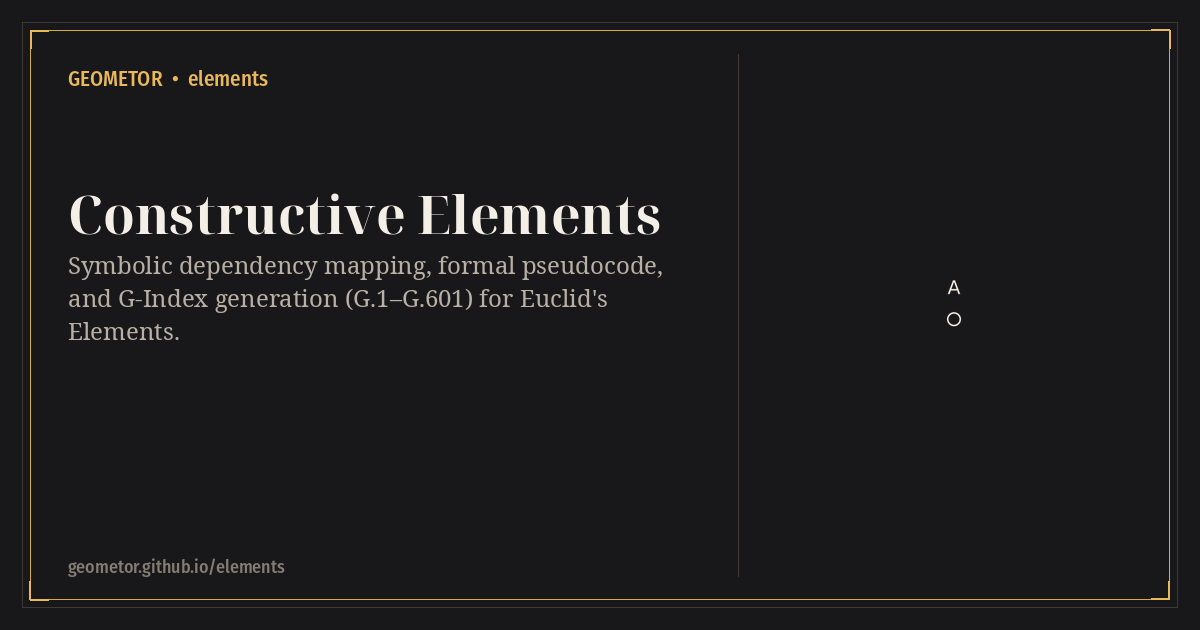 GEOMETOR • elements
Constructive Elements
Symbolic dependency mapping, formal pseudocode,
and G-Index generation (G.1–G.601) for Euclid's
Elements.
A
geometor.github.io/elements